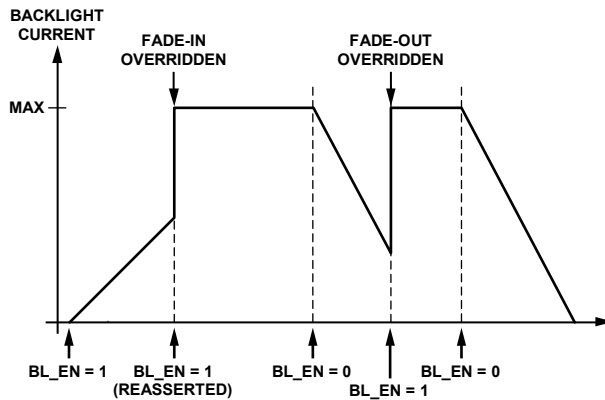 BACKLIGHT
CURRENT
FADE-IN
OVERRIDDEN
FADE-OUT
OVERRIDDEN
MAX
BL_EN = 1
BL_EN = 1
(REASSERTED)
BL_EN = 0
BL_EN = 1
BL_EN = 0